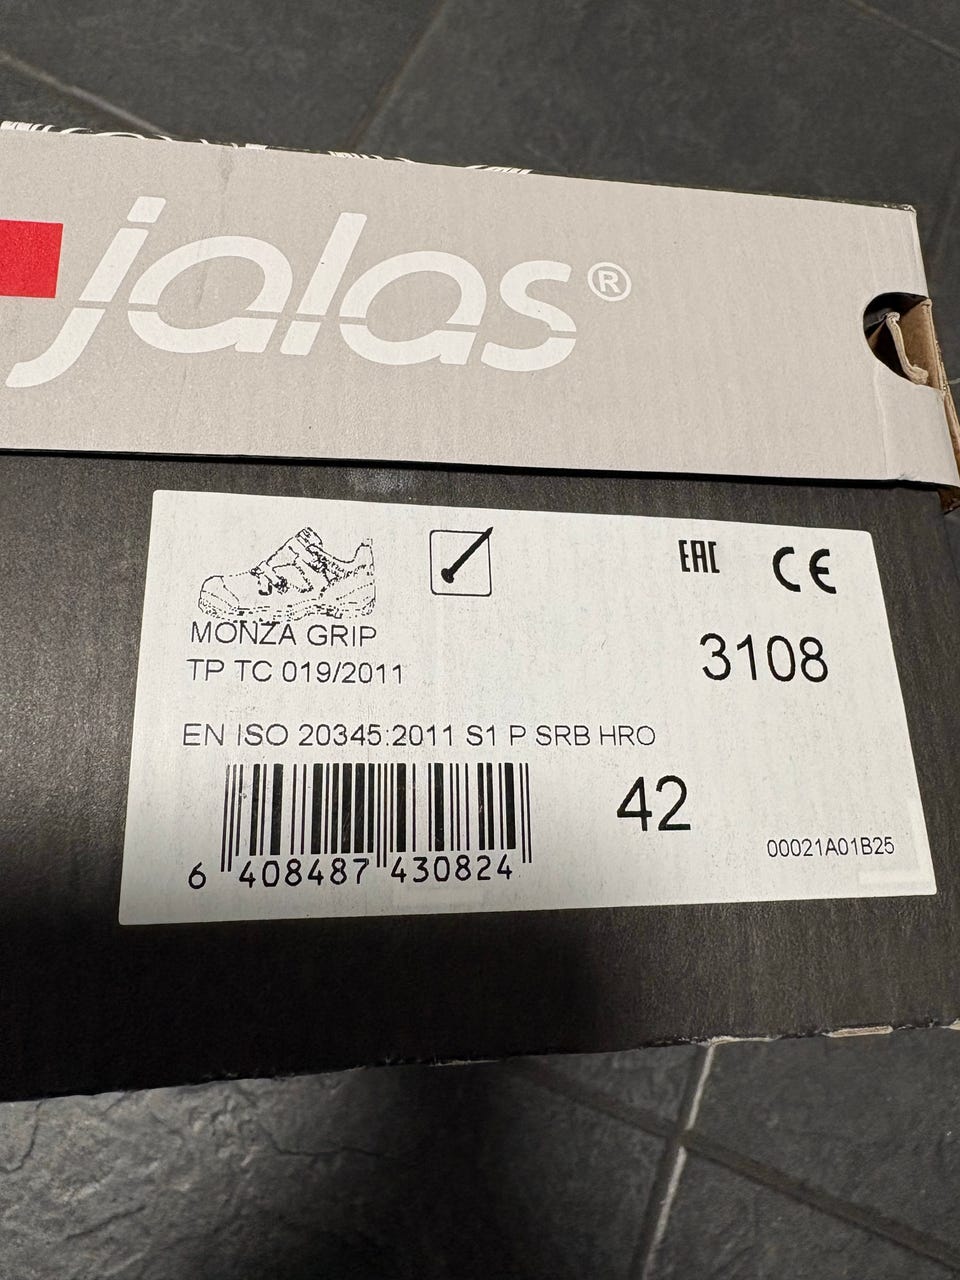 jalas®
EAC CE
MONZA GRIP
3108
TP TC 019/2011
EN ISO 20345:2011 S1 P SRB HRO
42
00021A01B25
6 408487 430824